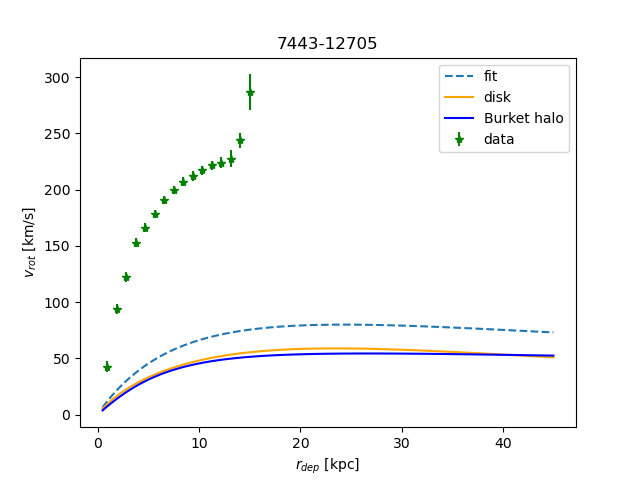 7443-12705
300
250
200
150
100
50
0
v_rot [km/s]
fit
disk
Burket halo
data
0 10 20 30 40
r_dep [kpc]